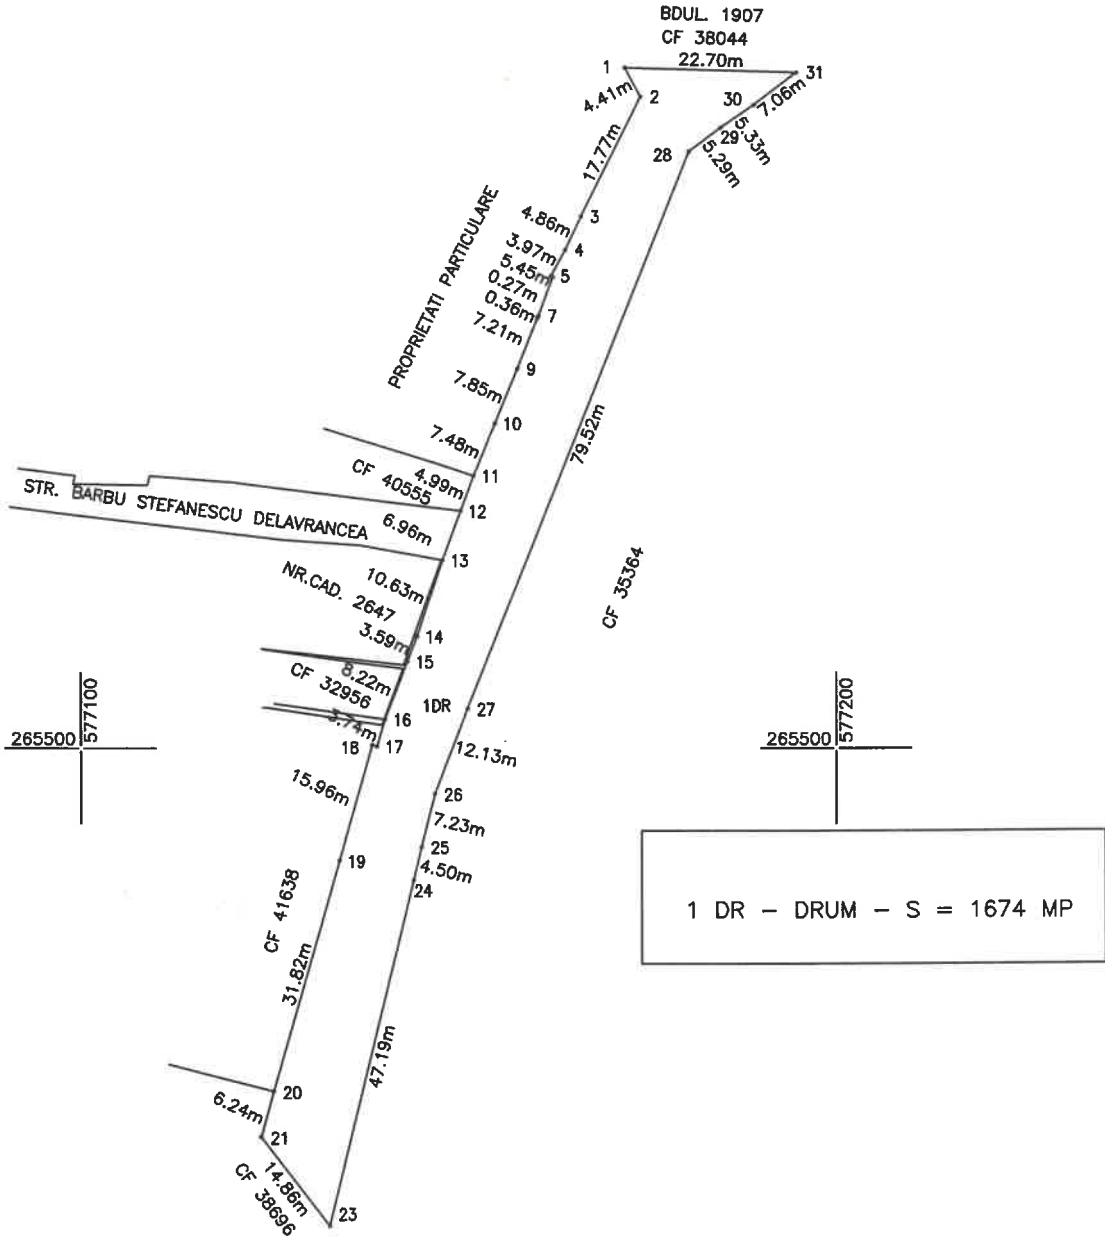 BDUL. 1907
CF 38044
22.70m
1
31
4.41m
2
30
7.06m
17.77m
29
5.33m
28
5.29m
PROPRIETATI PARTICULARE
4.86m
3
3.97m
4
5.45m
5
0.27m
0.36m
7
7.21m
9
7.85m
10
79.52m
7.48m
11
4.99m
CF 40555
12
STR. BARBU STEFANESCU DELAVRANCEA
6.96m
13
NR.CAD. 2647
10.63m
CF 35364
14
3.59m
15
8.22m
CF 32956
16
1DR
27
3.74m
18
17
265500
577100
265500
577200
12.13m
15.96m
26
7.23m
25
19
4.50m
24
CF 41638
31.82m
1 DR - DRUM - S = 1674 MP
47.19m
20
6.24m
21
14.86m
CF 38696
23